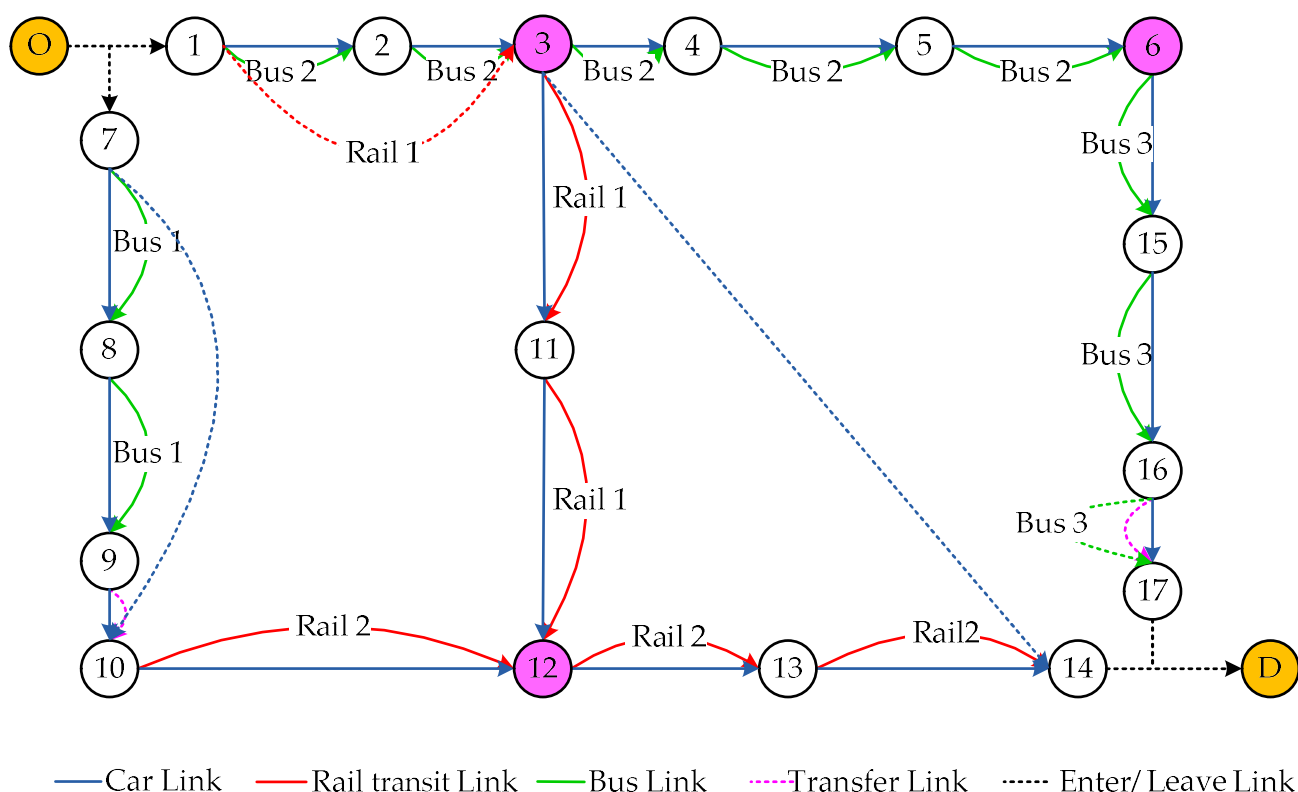 O 1 2 3 4 5 6
Bus 2 Bus 2 Bus 2 Bus 2 Bus 2
7 Rail 1 Bus 3
Bus 1 Rail 1 15
8 11 Bus 3
Bus 1 Rail 1 16
9 Bus 3
17
Rail 2 Rail 2 Rail2
10 12 13 14 D
Car Link Rail transit Link Bus Link Transfer Link Enter/ Leave Link